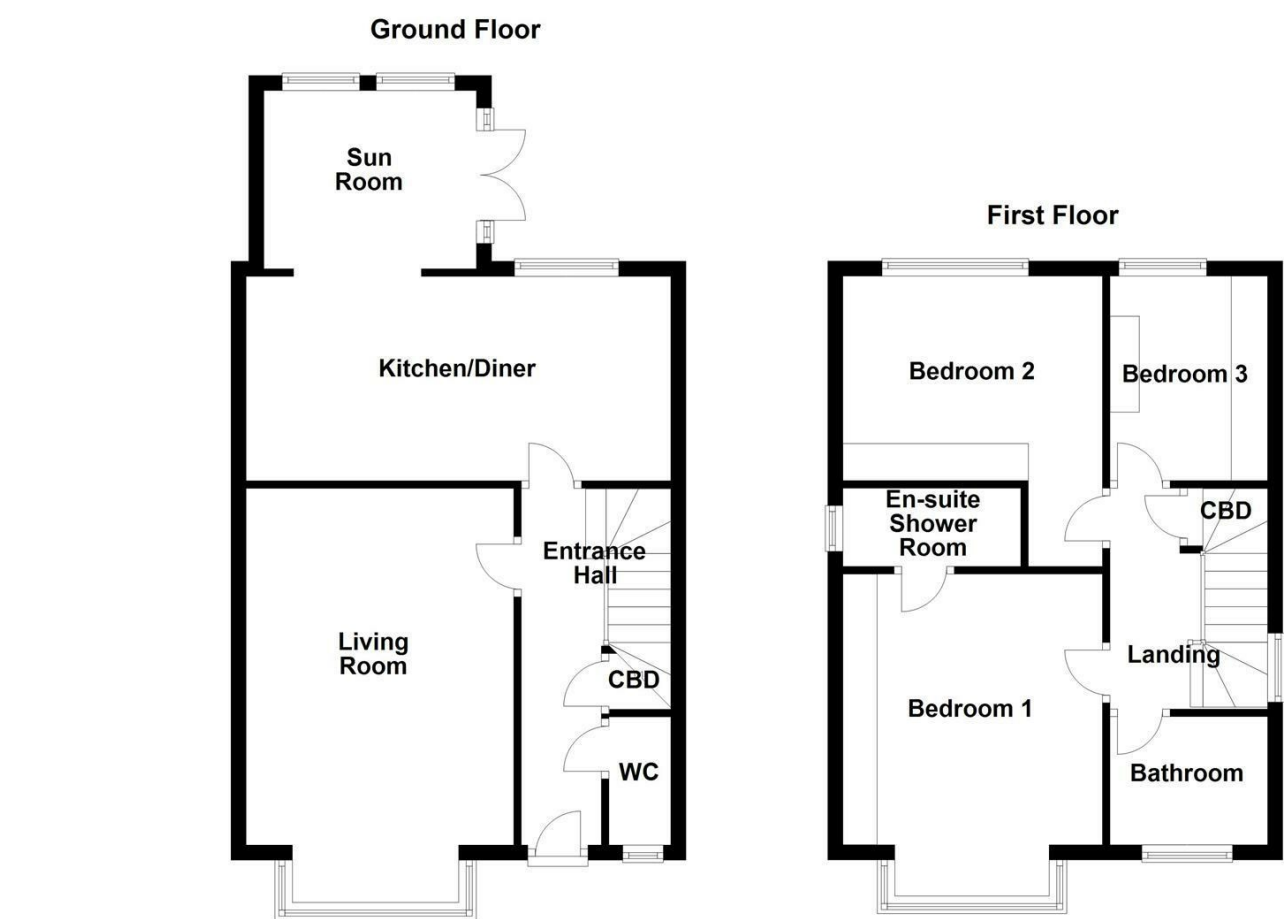 Ground Floor
Sun
Room
Kitchen/Diner
Entrance
Hall
Living
Room
CBD
WC
First Floor
Bedroom 2
Bedroom 3
En-suite
Shower
Room
CBD
Landing
Bedroom 1
Bathroom